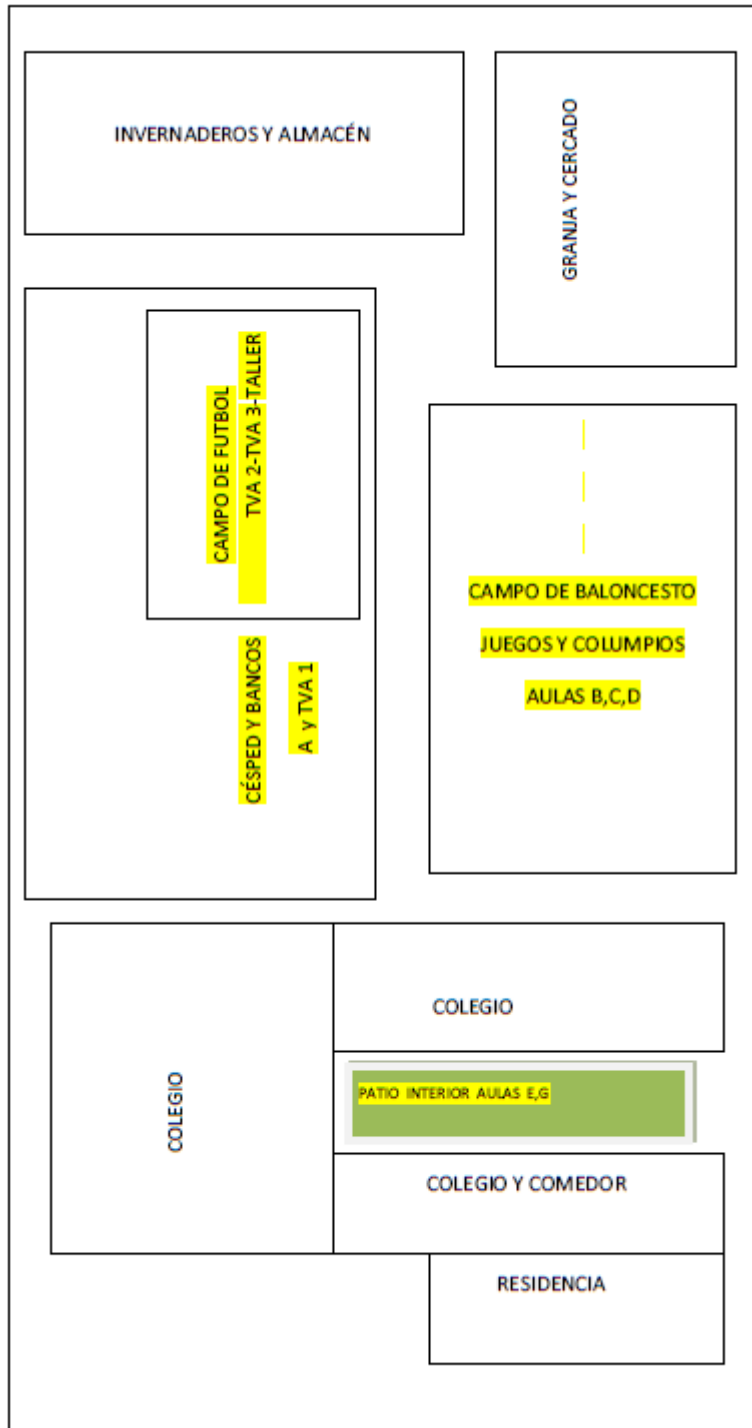 INVERNADEROS Y ALMACÉN
GRANJA Y CERCADO
CAMPO DE FUTBOL
TVA 2-TVA 3-TALLER
CÉSPED Y BANCOS
A y TVA 1
CAMPO DE BALONCESTO
JUEGOS Y COLUMPIOS
AULAS B,C,D
COLEGIO
COLEGIO
PATIO INTERIOR AULAS E,G
COLEGIO Y COMEDOR
RESIDENCIA